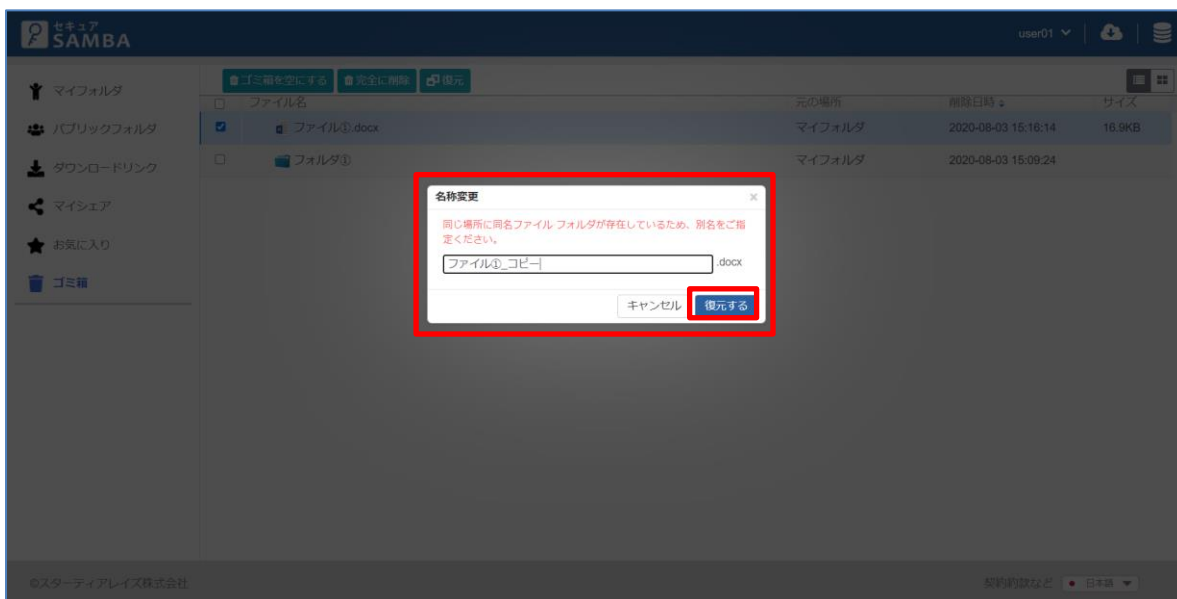 セキュア
SAMBA
user01
マイフォルダ
パブリックフォルダ
ダウンロードリンク
マイシェア
お気に入り
ゴミ箱
ゴミ箱を空にする 完全に削除 復元
ファイル名 元の場所 削除日時 サイズ
ファイル①.docx マイフォルダ 2020-08-03 15:16:14 16.9KB
フォルダ① マイフォルダ 2020-08-03 15:09:24
名称変更 ×
同じ場所に同名ファイル フォルダが存在しているため、別名をご指
定ください。
ファイル①_コピー .docx
キャンセル 復元する
©スターティアレイズ株式会社
契約約款など 日本語